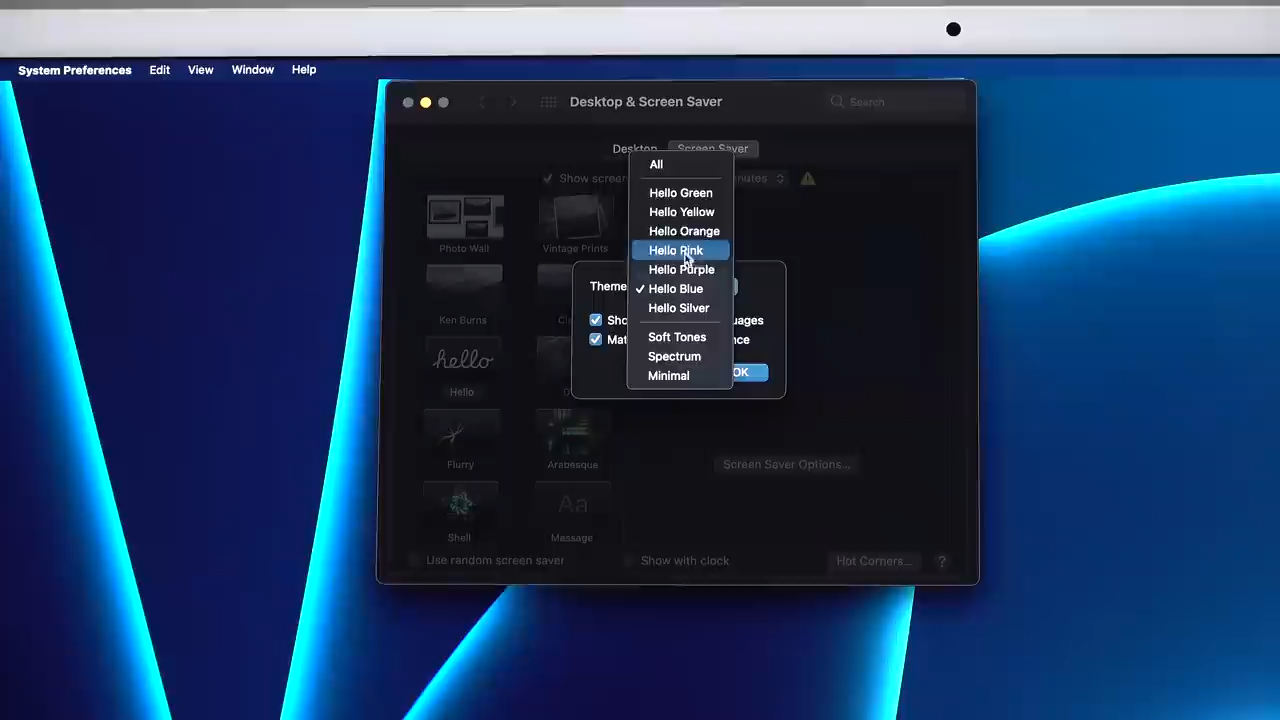 System Preferences Edit View Window Help
Desktop & Screen Saver
Search
Desktop Screen Saver
All
Show
Hello Green
Hello Yellow
Hello Orange
Hello Pink
Hello Purple
Hello Blue
Hello Silver
Soft Tones
Spectrum
Minimal
Photo Wall Vintage Prints
Theme
Ken Burns
hello
Hello
OK
Flurry Arabesque
Screen Saver Options...
Aa
Shell Message
Use random screen saver Show with clock Hot Corners... ?